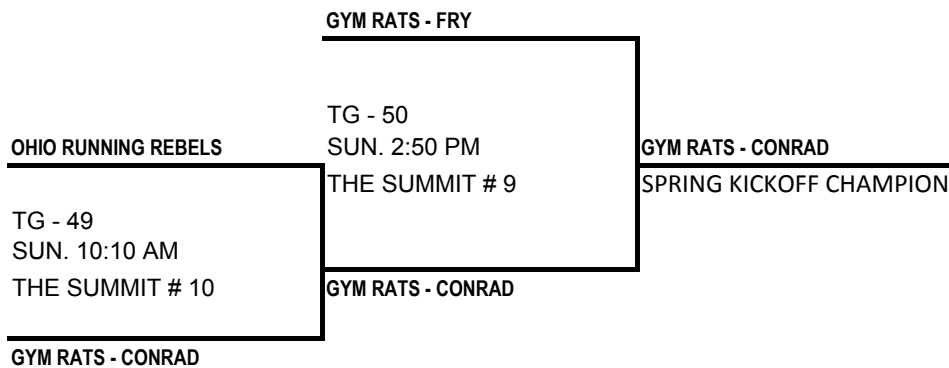 GYM RATS - FRY
TG - 50
OHIO RUNNING REBELS
SUN. 2:50 PM
GYM RATS - CONRAD
THE SUMMIT # 9
SPRING KICKOFF CHAMPION
TG - 49
SUN. 10:10 AM
THE SUMMIT # 10
GYM RATS - CONRAD
GYM RATS - CONRAD